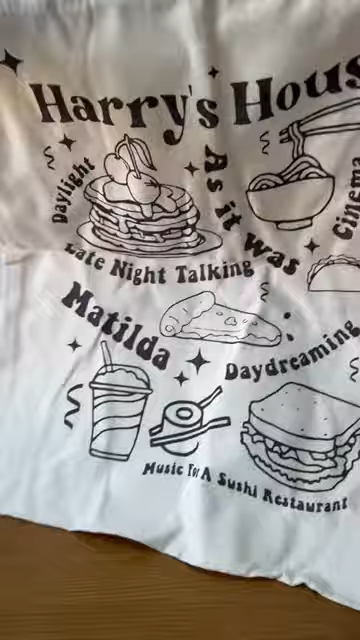 Harry's Hous
Daylight
As it was
Cinema
Late Night Talking
Matilda
Daydreaming
Music For A Sushi Restaurant